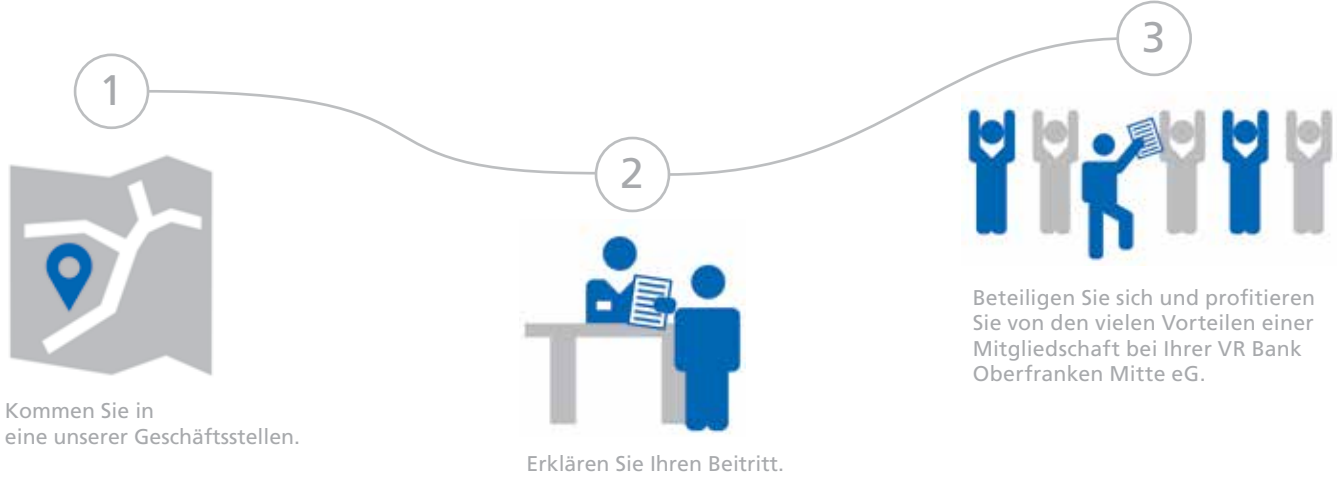 1
Kommen Sie in
eine unserer Geschäftsstellen.
2
Erklären Sie Ihren Beitritt.
3
Beteiligen Sie sich und profitieren
Sie von den vielen Vorteilen einer
Mitgliedschaft bei Ihrer VR Bank
Oberfranken Mitte eG.